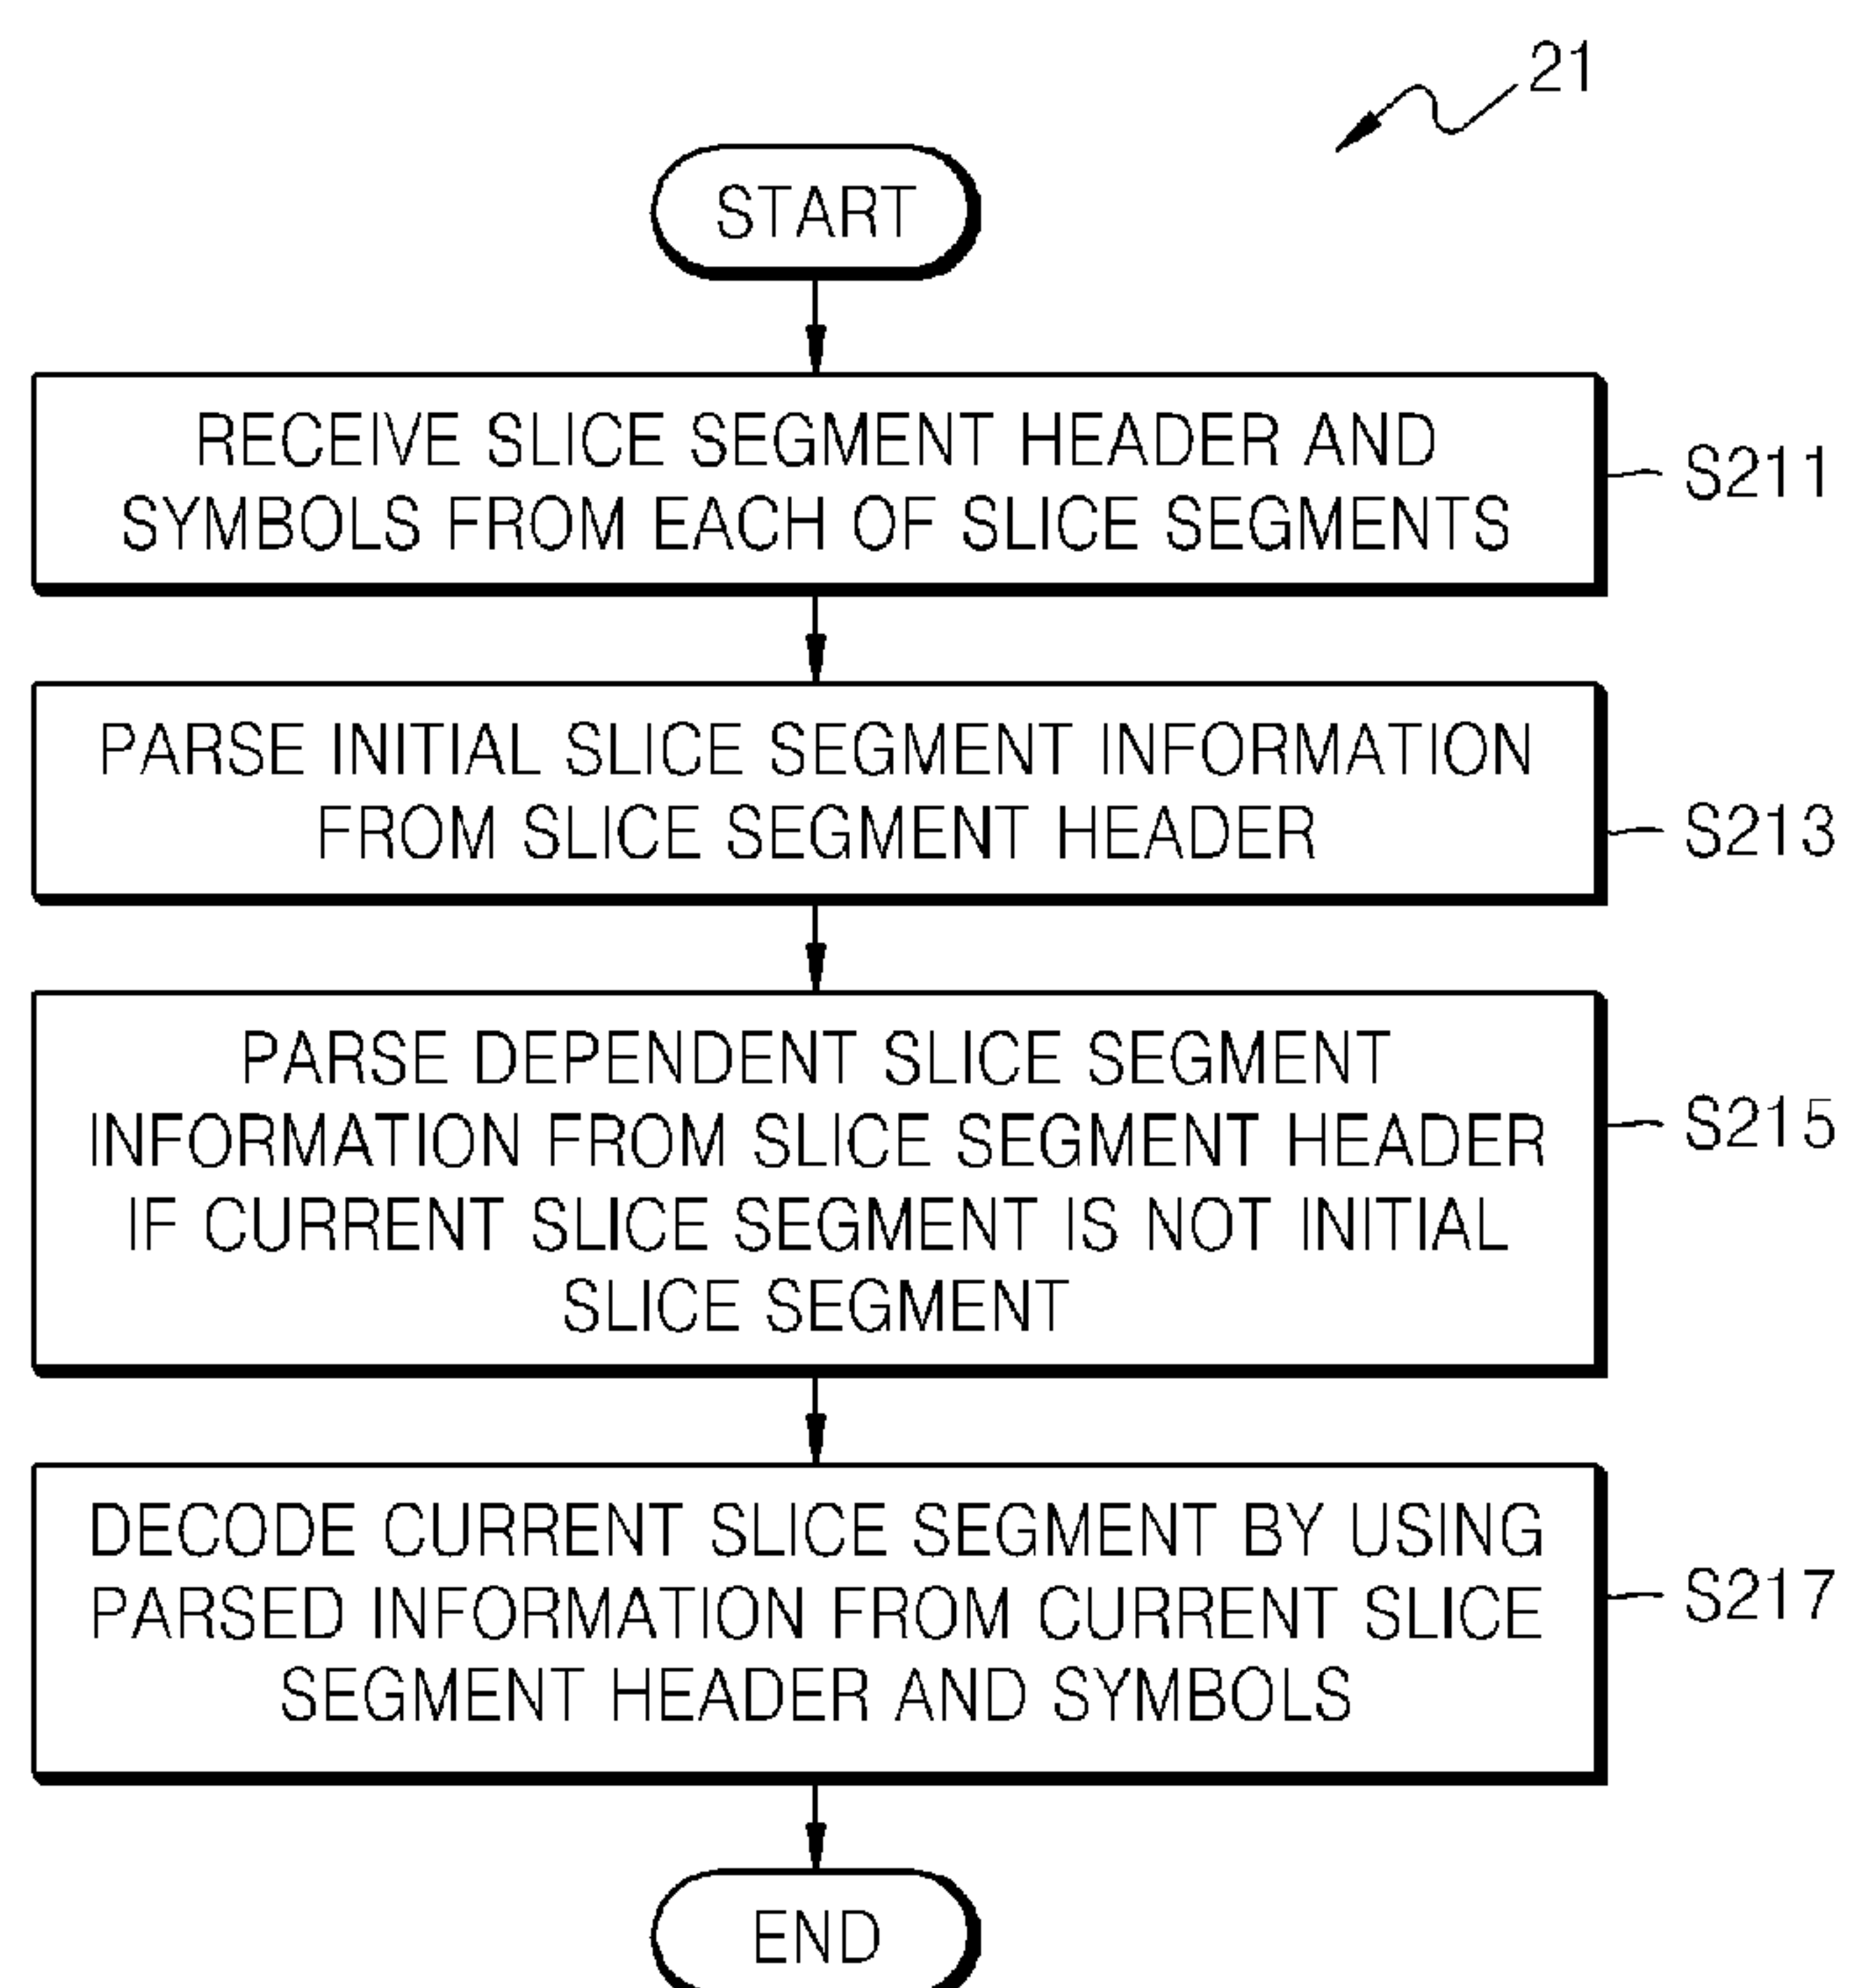 21
START
RECEIVE SLICE SEGMENT HEADER AND
SYMBOLS FROM EACH OF SLICE SEGMENTS
S211
PARSE INITIAL SLICE SEGMENT INFORMATION
FROM SLICE SEGMENT HEADER
S213
PARSE DEPENDENT SLICE SEGMENT
INFORMATION FROM SLICE SEGMENT HEADER
IF CURRENT SLICE SEGMENT IS NOT INITIAL
SLICE SEGMENT
S215
DECODE CURRENT SLICE SEGMENT BY USING
PARSED INFORMATION FROM CURRENT SLICE
SEGMENT HEADER AND SYMBOLS
S217
END